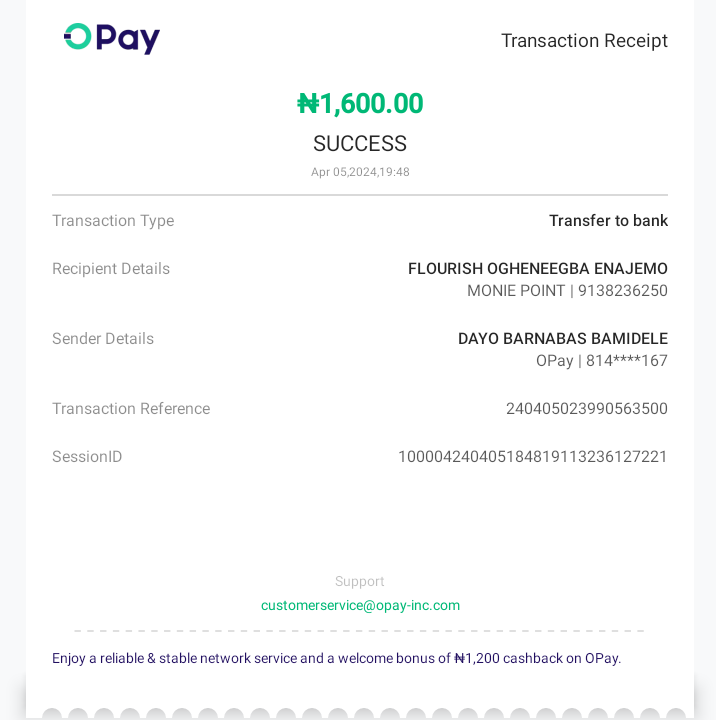 OPay
Transaction Receipt
₦1,600.00
SUCCESS
Apr 05,2024,19:48
Transaction Type
Transfer to bank
Recipient Details
FLOURISH OGHENEEGBA ENAJEMO
MONIE POINT | 9138236250
Sender Details
DAYO BARNABAS BAMIDELE
OPay | 814****167
Transaction Reference
240405023990563500
SessionID
100004240405184819113236127221
Support
customerservice@opay-inc.com
Enjoy a reliable & stable network service and a welcome bonus of ₦1,200 cashback on OPay.